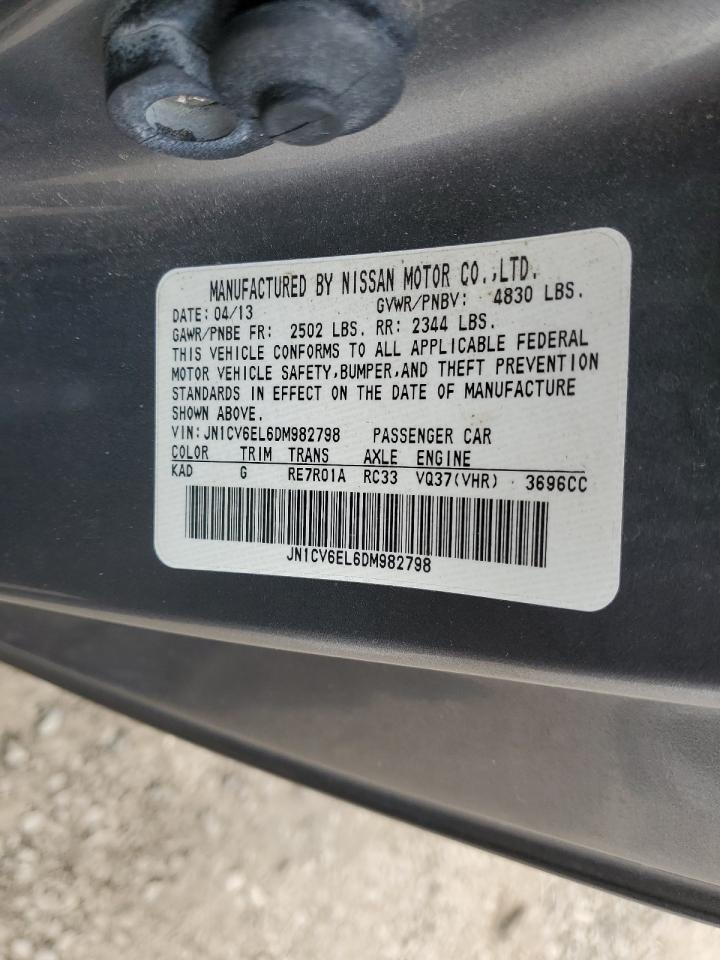 MANUFACTURED BY NISSAN MOTOR CO.,LTD.
DATE: 04/13 GVWR/PNBV: 4830 LBS.
GAWR/PNBE FR: 2502 LBS. RR: 2344 LBS.
THIS VEHICLE CONFORMS TO ALL APPLICABLE FEDERAL
MOTOR VEHICLE SAFETY,BUMPER,AND THEFT PREVENTION
STANDARDS IN EFFECT ON THE DATE OF MANUFACTURE
SHOWN ABOVE.
VIN:JN1CV6EL6DM982798 PASSENGER CAR
COLOR TRIM TRANS AXLE ENGINE
KAD G RE7R01A RC33 VQ37(VHR) 3696CC
JN1CV6EL6DM982798